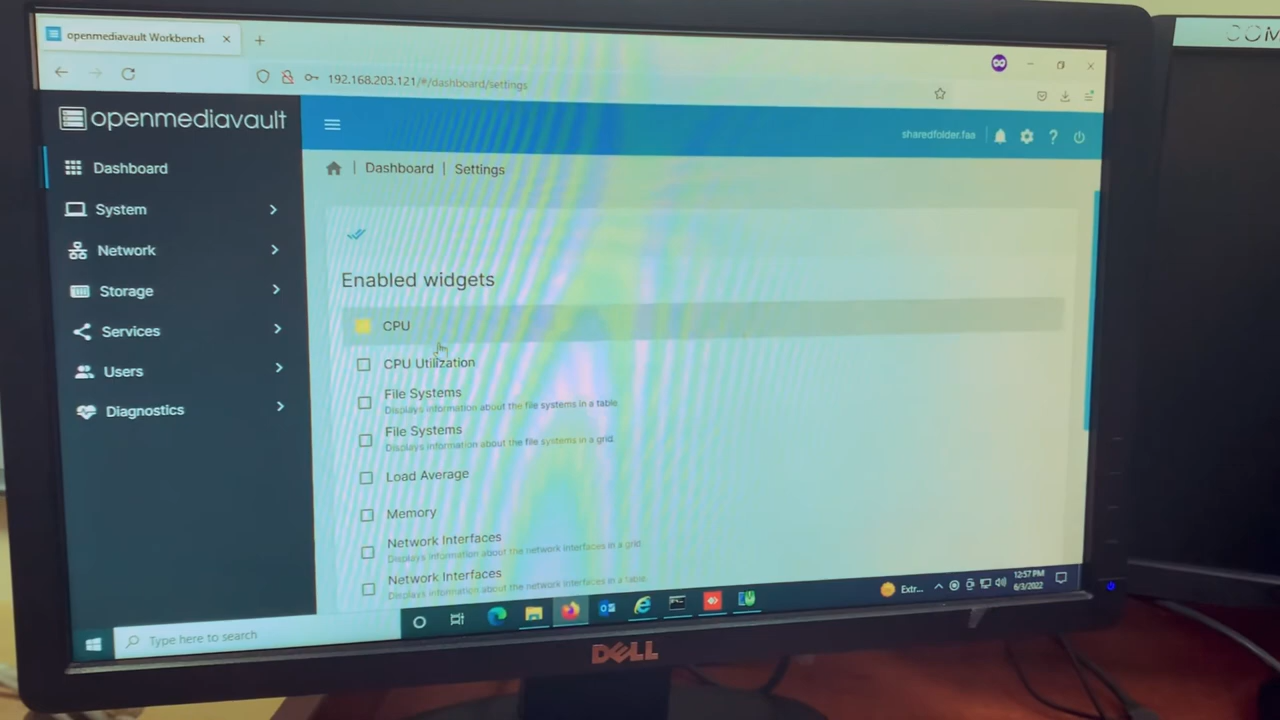 openmediavault Workbench
COM
192.168.203.121/#/dashboard/settings
openmediavault
sharedfolder.faa
Dashboard
Dashboard | Settings
System
Network
Storage
Services
Users
Diagnostics
Enabled widgets
CPU
CPU Utilization
File Systems
Displays information about the file systems in a table.
File Systems
Displays information about the file systems in a grid.
Load Average
Memory
Network Interfaces
Displays information about the network interfaces in a grid.
Network Interfaces
Displays information about the network interfaces in a table.
Type here to search
Extr...
12:57 PM
6/3/2022
DELL